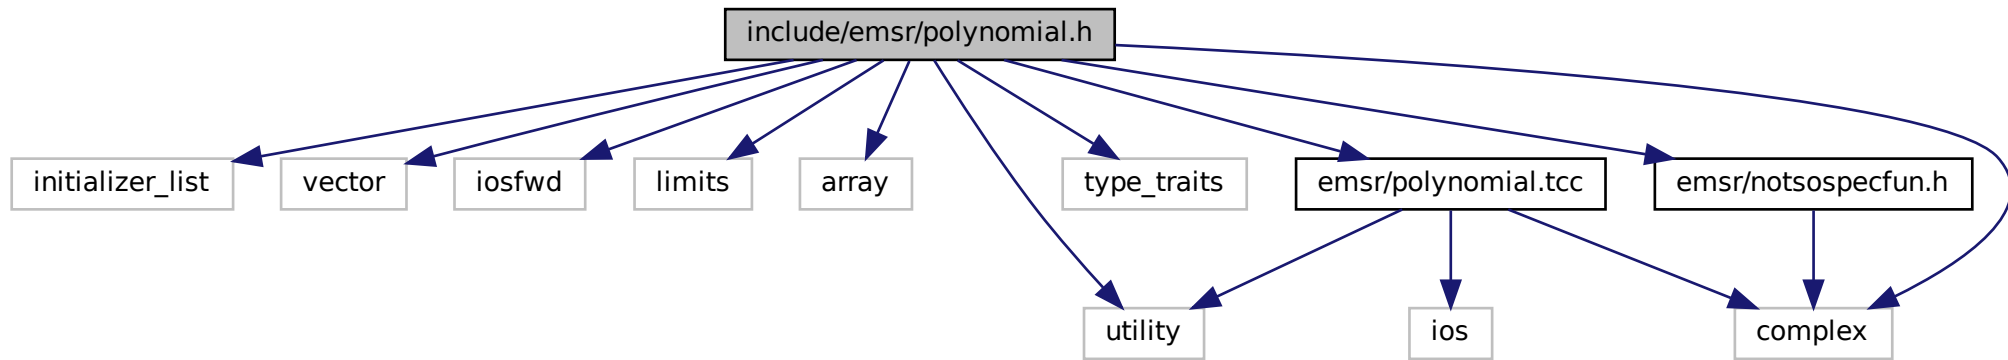 include/emsr/polynomial.h
initializer_list
vector
iosfwd
limits
array
type_traits
emsr/polynomial.tcc
emsr/notsospecfun.h
utility
ios
complex